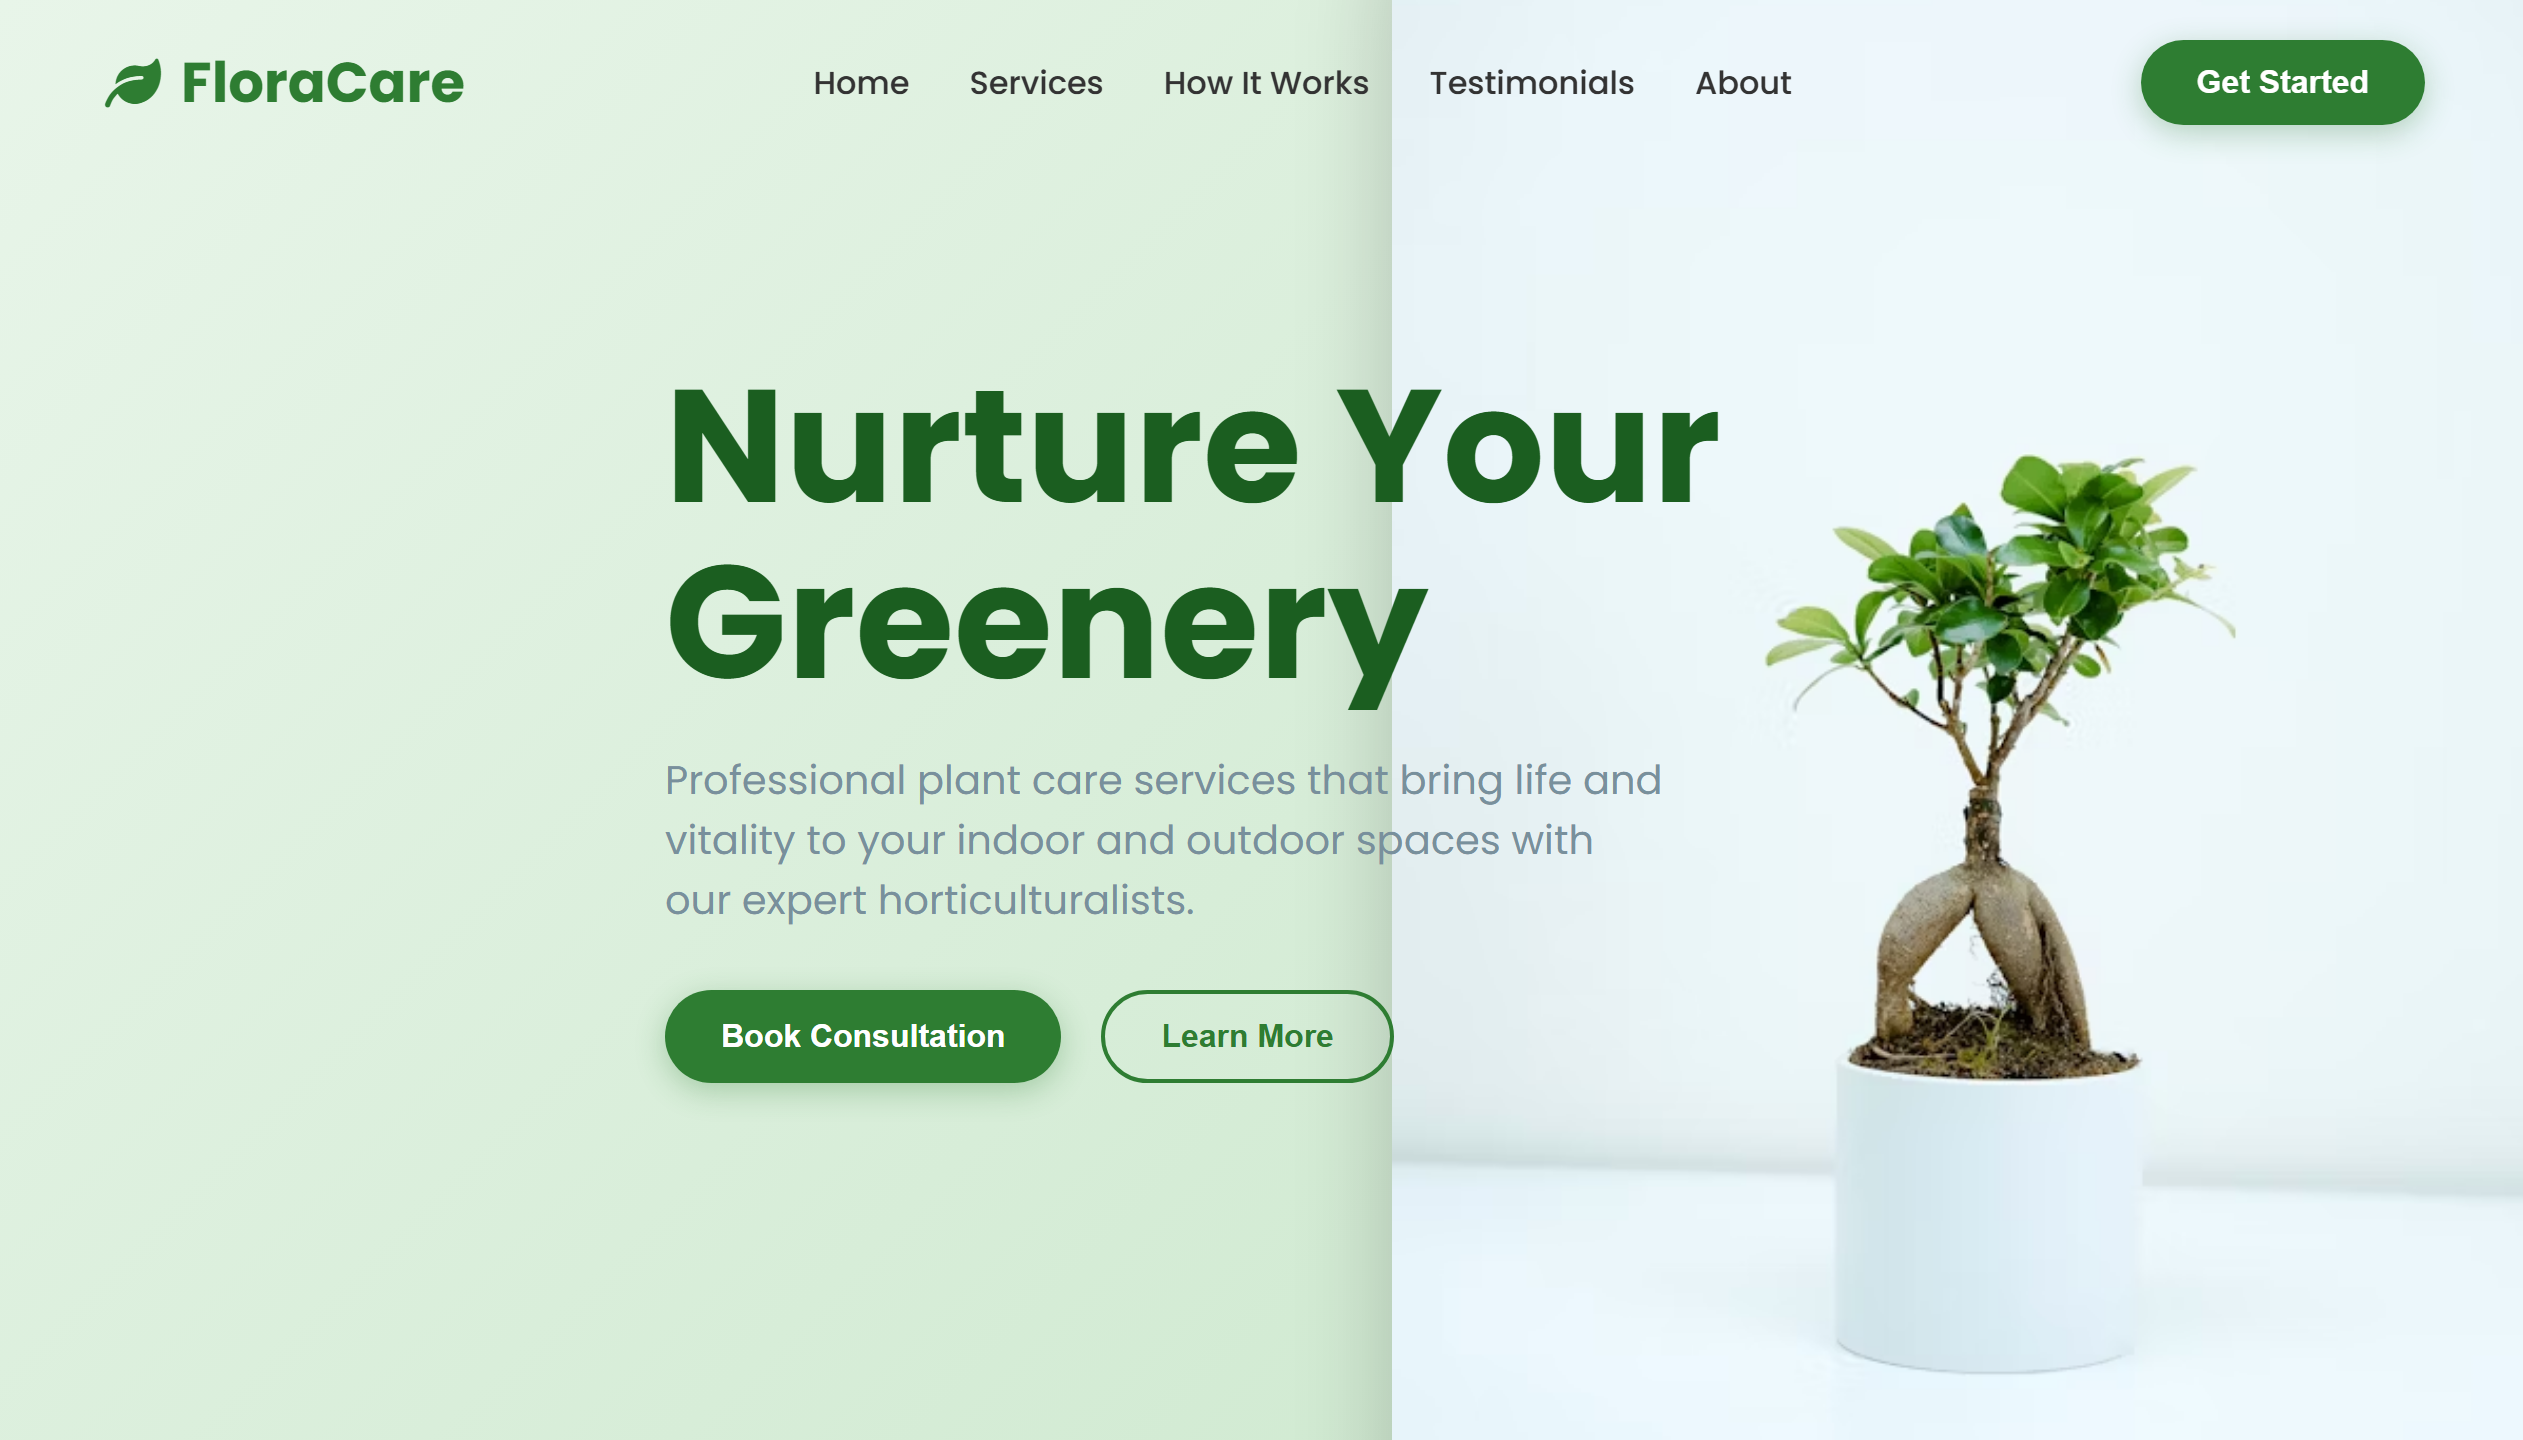 FloraCare
Home
Services
How It Works
Testimonials
About
Get Started
Nurture Your
Greenery
Professional plant care services that bring life and
vitality to your indoor and outdoor spaces with
our expert horticulturalists.
Book Consultation
Learn More